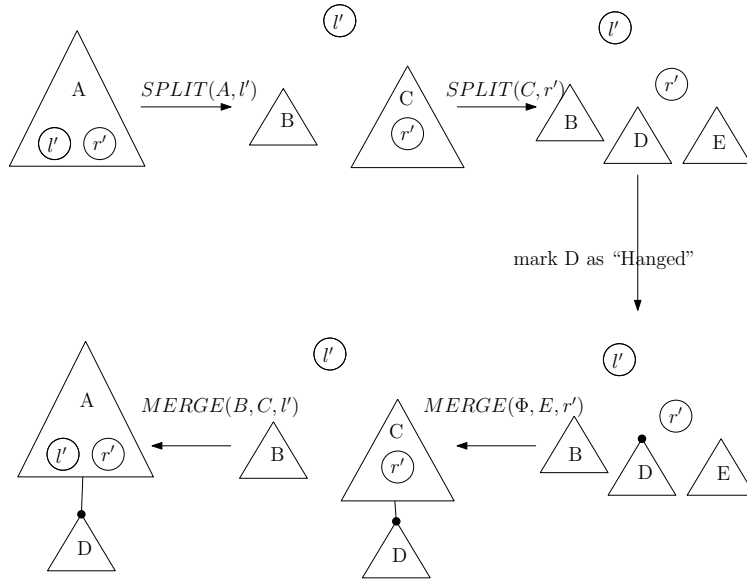 l′
l′
A
SPLIT(A, l′)
C
SPLIT(C, r′)
r′
B
r′
B
D
E
l′
r′
mark D as “Hanged”
l′
l′
A
MERGE(B, C, l′)
C
MERGE(Φ, E, r′)
r′
B
r′
B
D
E
l′
r′
D
D